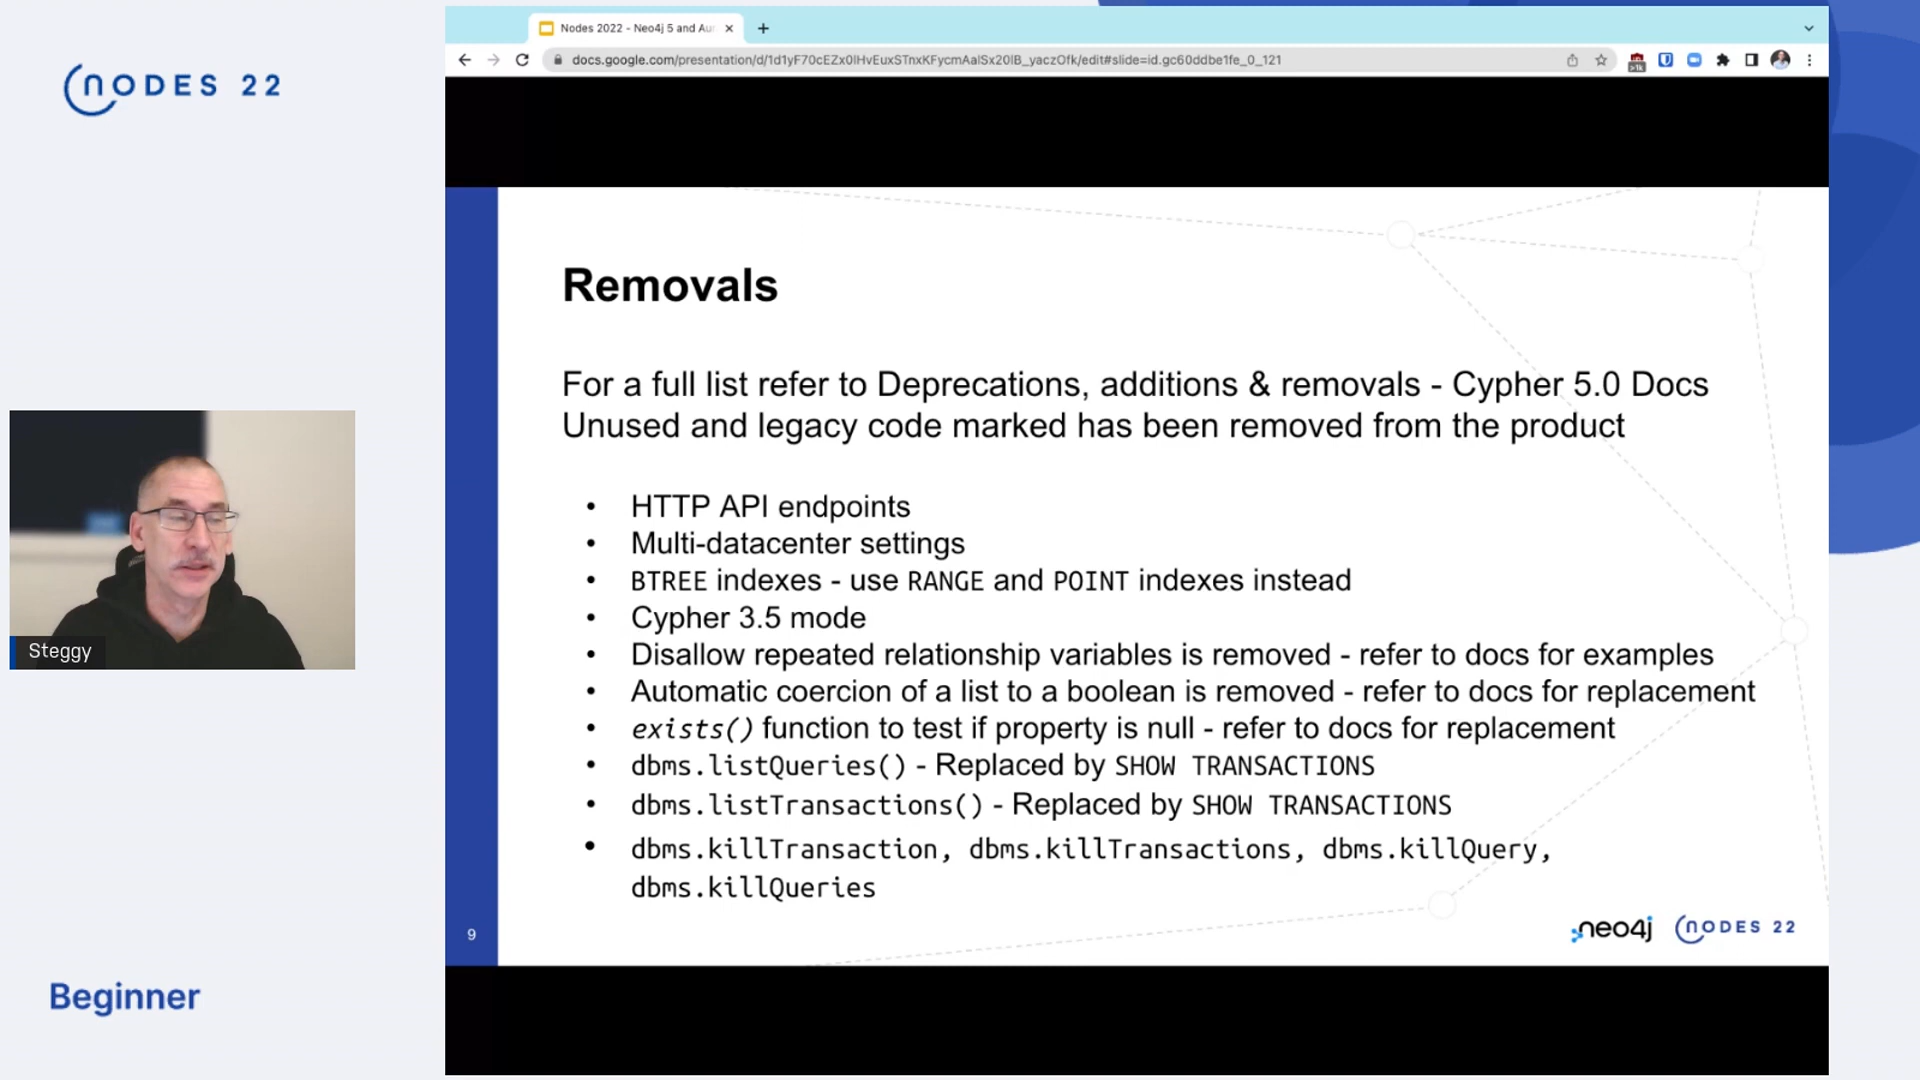 NODES 22
Nodes 2022 - Neo4j 5 and Au
docs.google.com/presentation/d/1d1yF70cEZx0lHvEuxSTnxKFycmAalSx20lB_yaczOfk/edit#slide=id.gc60ddbe1fe_0_121
Removals
For a full list refer to Deprecations, additions & removals - Cypher 5.0 Docs
Unused and legacy code marked has been removed from the product
• HTTP API endpoints
• Multi-datacenter settings
• BTREE indexes - use RANGE and POINT indexes instead
• Cypher 3.5 mode
• Disallow repeated relationship variables is removed - refer to docs for examples
• Automatic coercion of a list to a boolean is removed - refer to docs for replacement
• exists() function to test if property is null - refer to docs for replacement
• dbms.listQueries() - Replaced by SHOW TRANSACTIONS
• dbms.listTransactions() - Replaced by SHOW TRANSACTIONS
• dbms.killTransaction, dbms.killTransactions, dbms.killQuery,
dbms.killQueries
9
neo4j
NODES 22
Steggy
Beginner